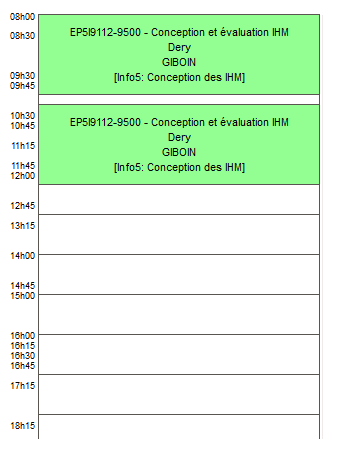 08h00
08h30
EP5I9112-9500 - Conception et évaluation IHM
Dery
GIBOIN
[Info5: Conception des IHM]
09h30
09h45
10h30
10h45
EP5I9112-9500 - Conception et évaluation IHM
Dery
GIBOIN
[Info5: Conception des IHM]
11h15
11h45
12h00
12h45
13h15
14h00
14h45
15h00
16h00
16h15
16h30
16h45
17h15
18h15